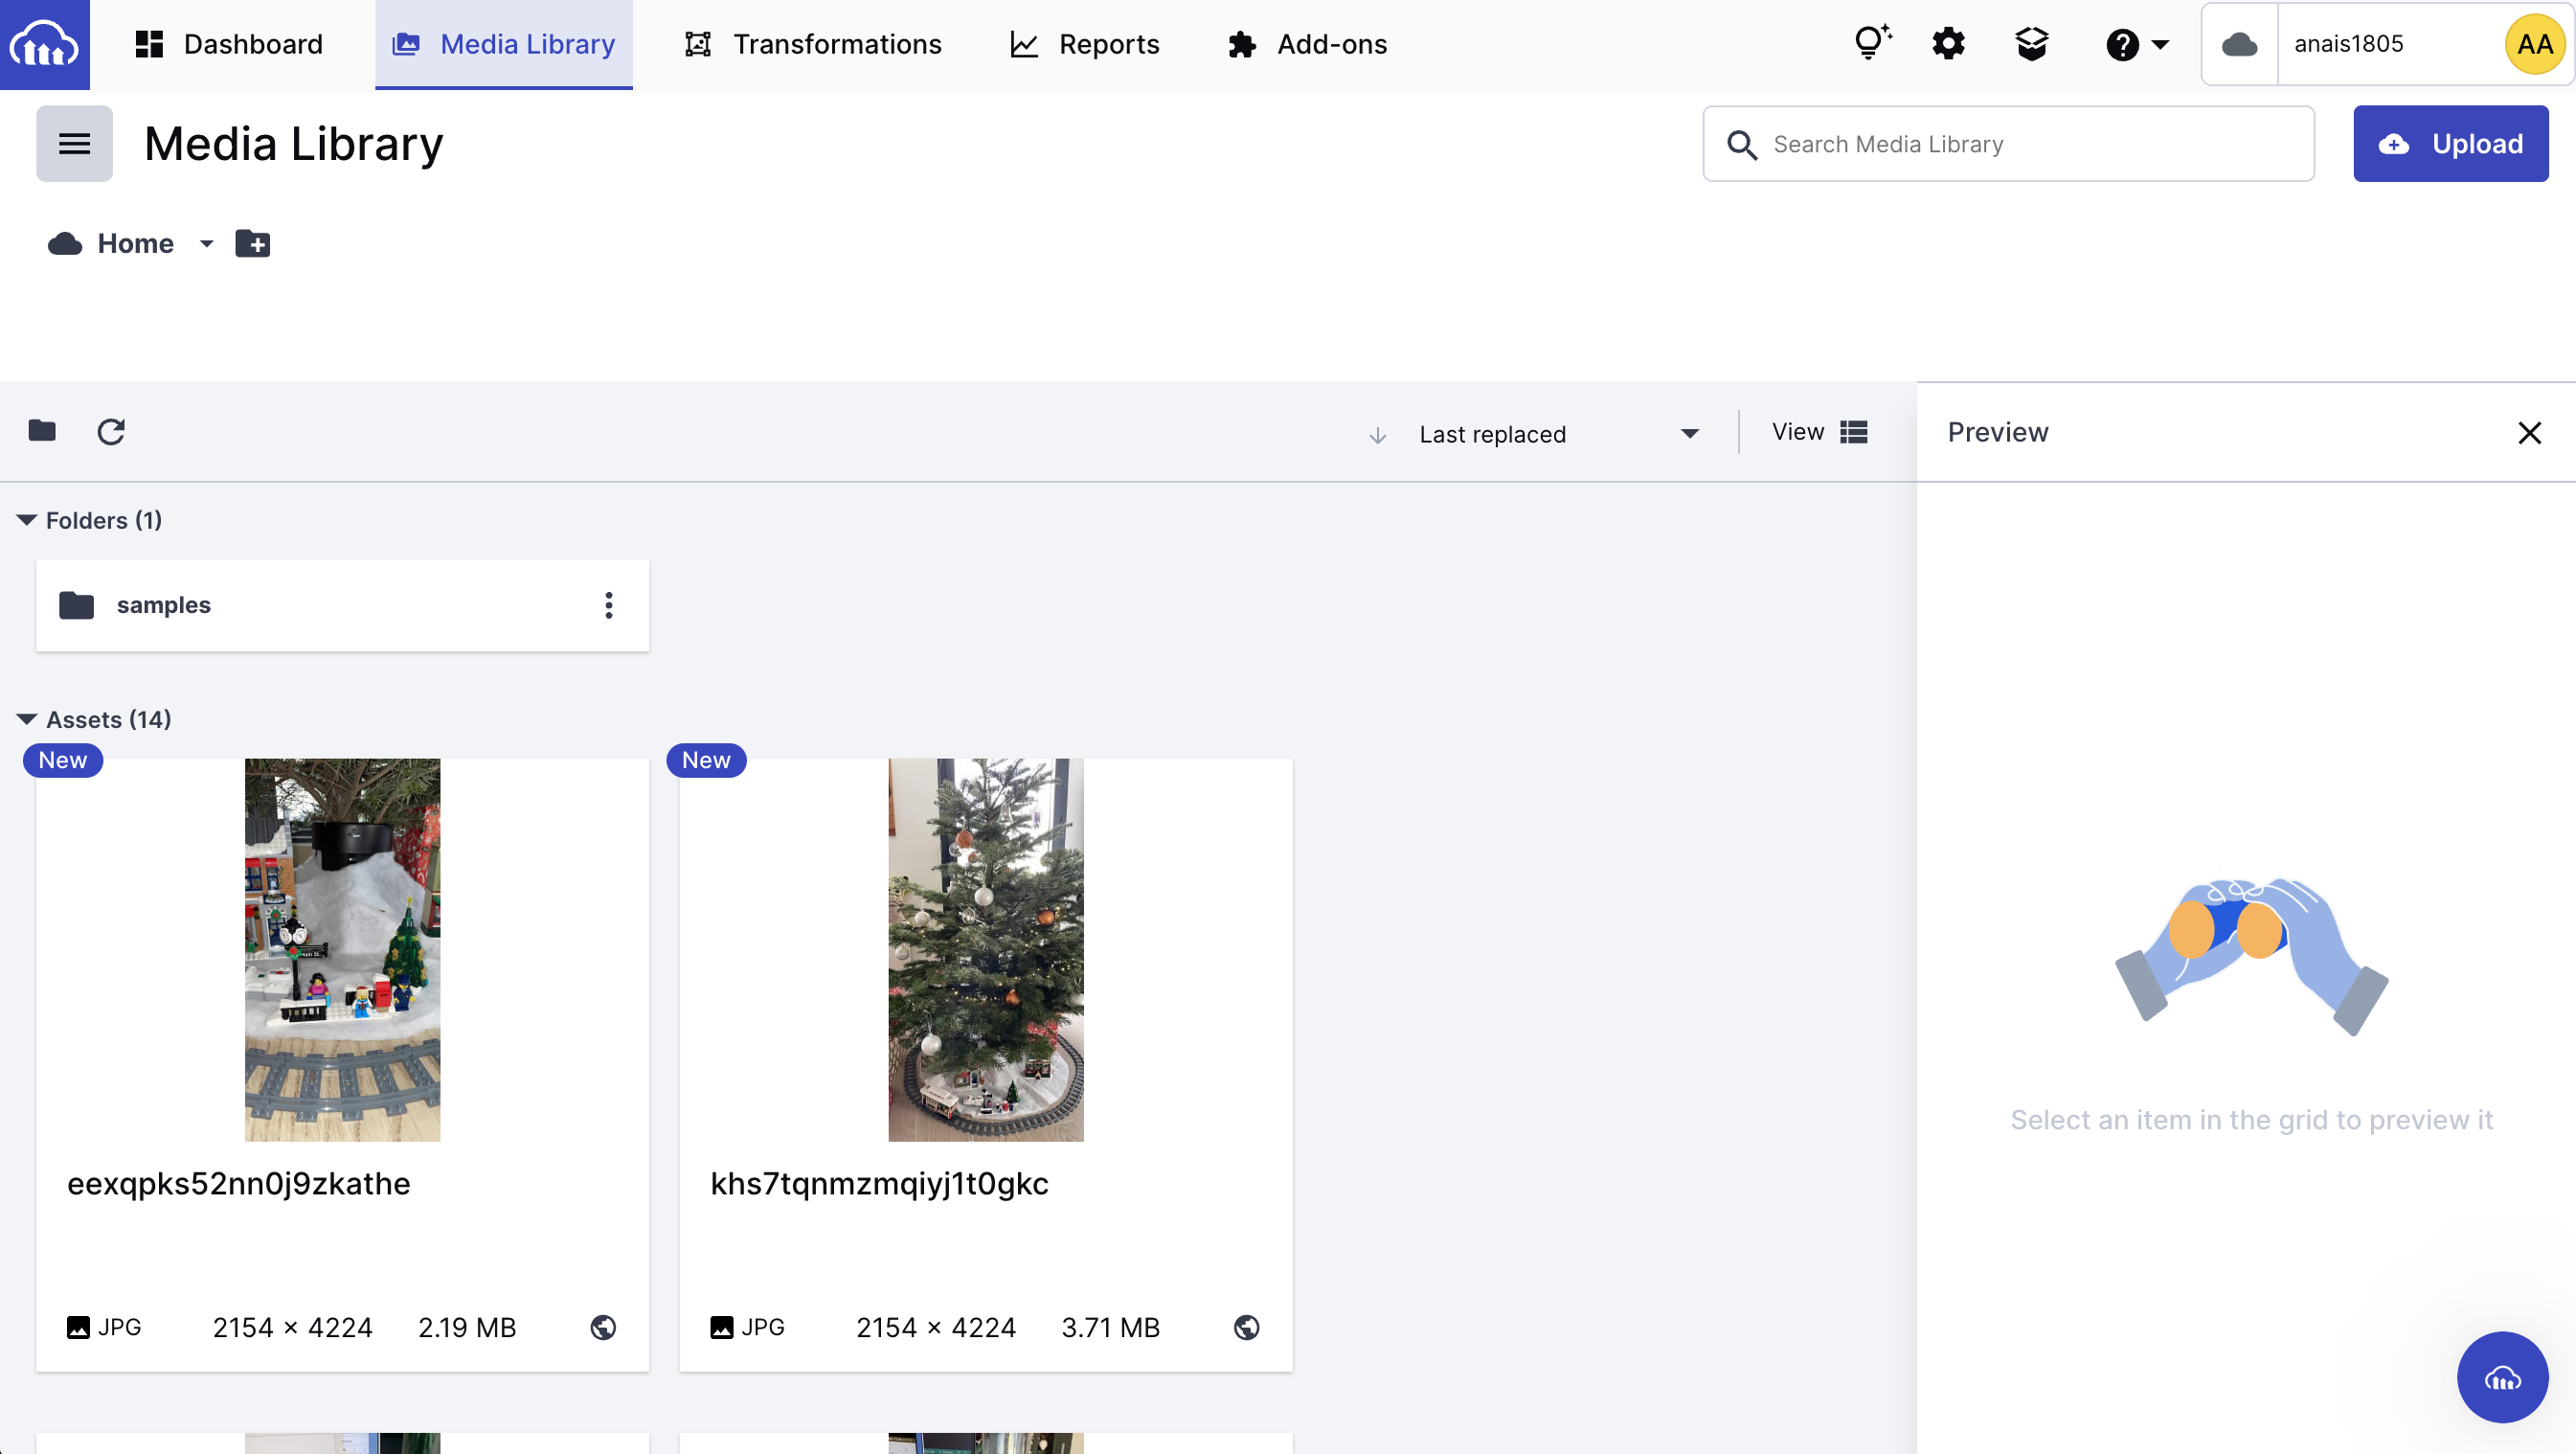 Dashboard
Media Library
Transformations
Reports
Add-ons
anais1805
AA
Media Library
Search Media Library
Upload
Home
Last replaced
View
Preview
Folders (1)
samples
Assets (14)
New
New
eexqpks52nn0j9zkathe
khs7tqnmzmqiyj1t0gkc
JPG 2154 × 4224 2.19 MB
JPG 2154 × 4224 3.71 MB
Select an item in the grid to preview it